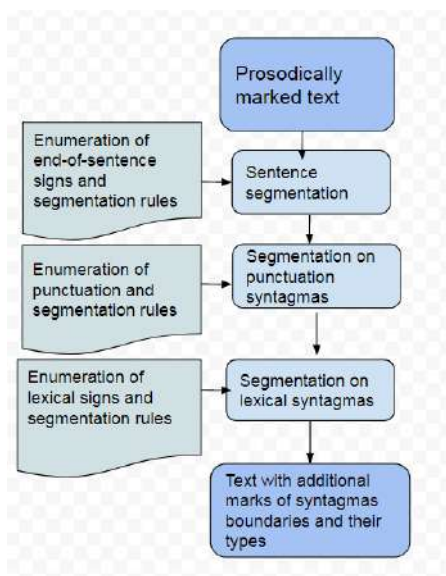 Prosodically
marked text
Enumeration of
end-of-sentence
signs and
segmentation rules
Sentence
segmentation
Enumeration of
punctuation and
segmentation rules
Segmentation on
punctuation
syntagmas
Enumeration of
lexical signs and
segmentation rules
Segmentation on
lexical syntagmas
Text with additional
marks of syntagmas
boundaries and their
types